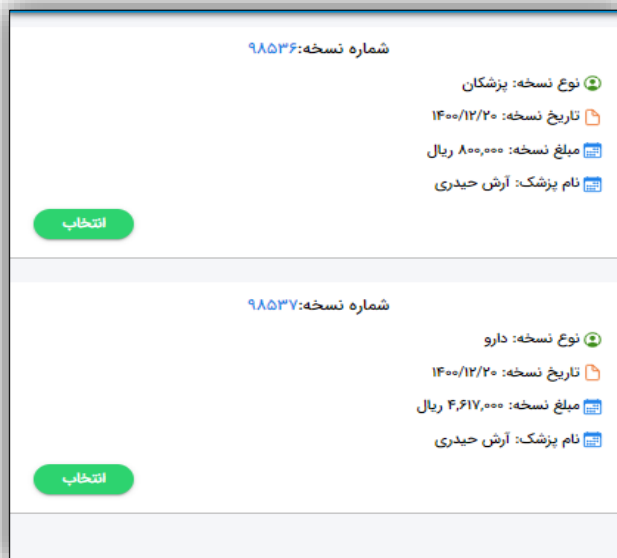 شماره نسخه:۹۸۵۳۶
نوع نسخه: پزشکان
تاریخ نسخه: ۱۴۰۰/۱۲/۲۰
مبلغ نسخه: ۸۰۰,۰۰۰ ریال
نام پزشک: آرش حیدری
انتخاب
شماره نسخه:۹۸۵۳۷
نوع نسخه: دارو
تاریخ نسخه: ۱۴۰۰/۱۲/۲۰
مبلغ نسخه: ۴,۶۱۷,۰۰۰ ریال
نام پزشک: آرش حیدری
انتخاب